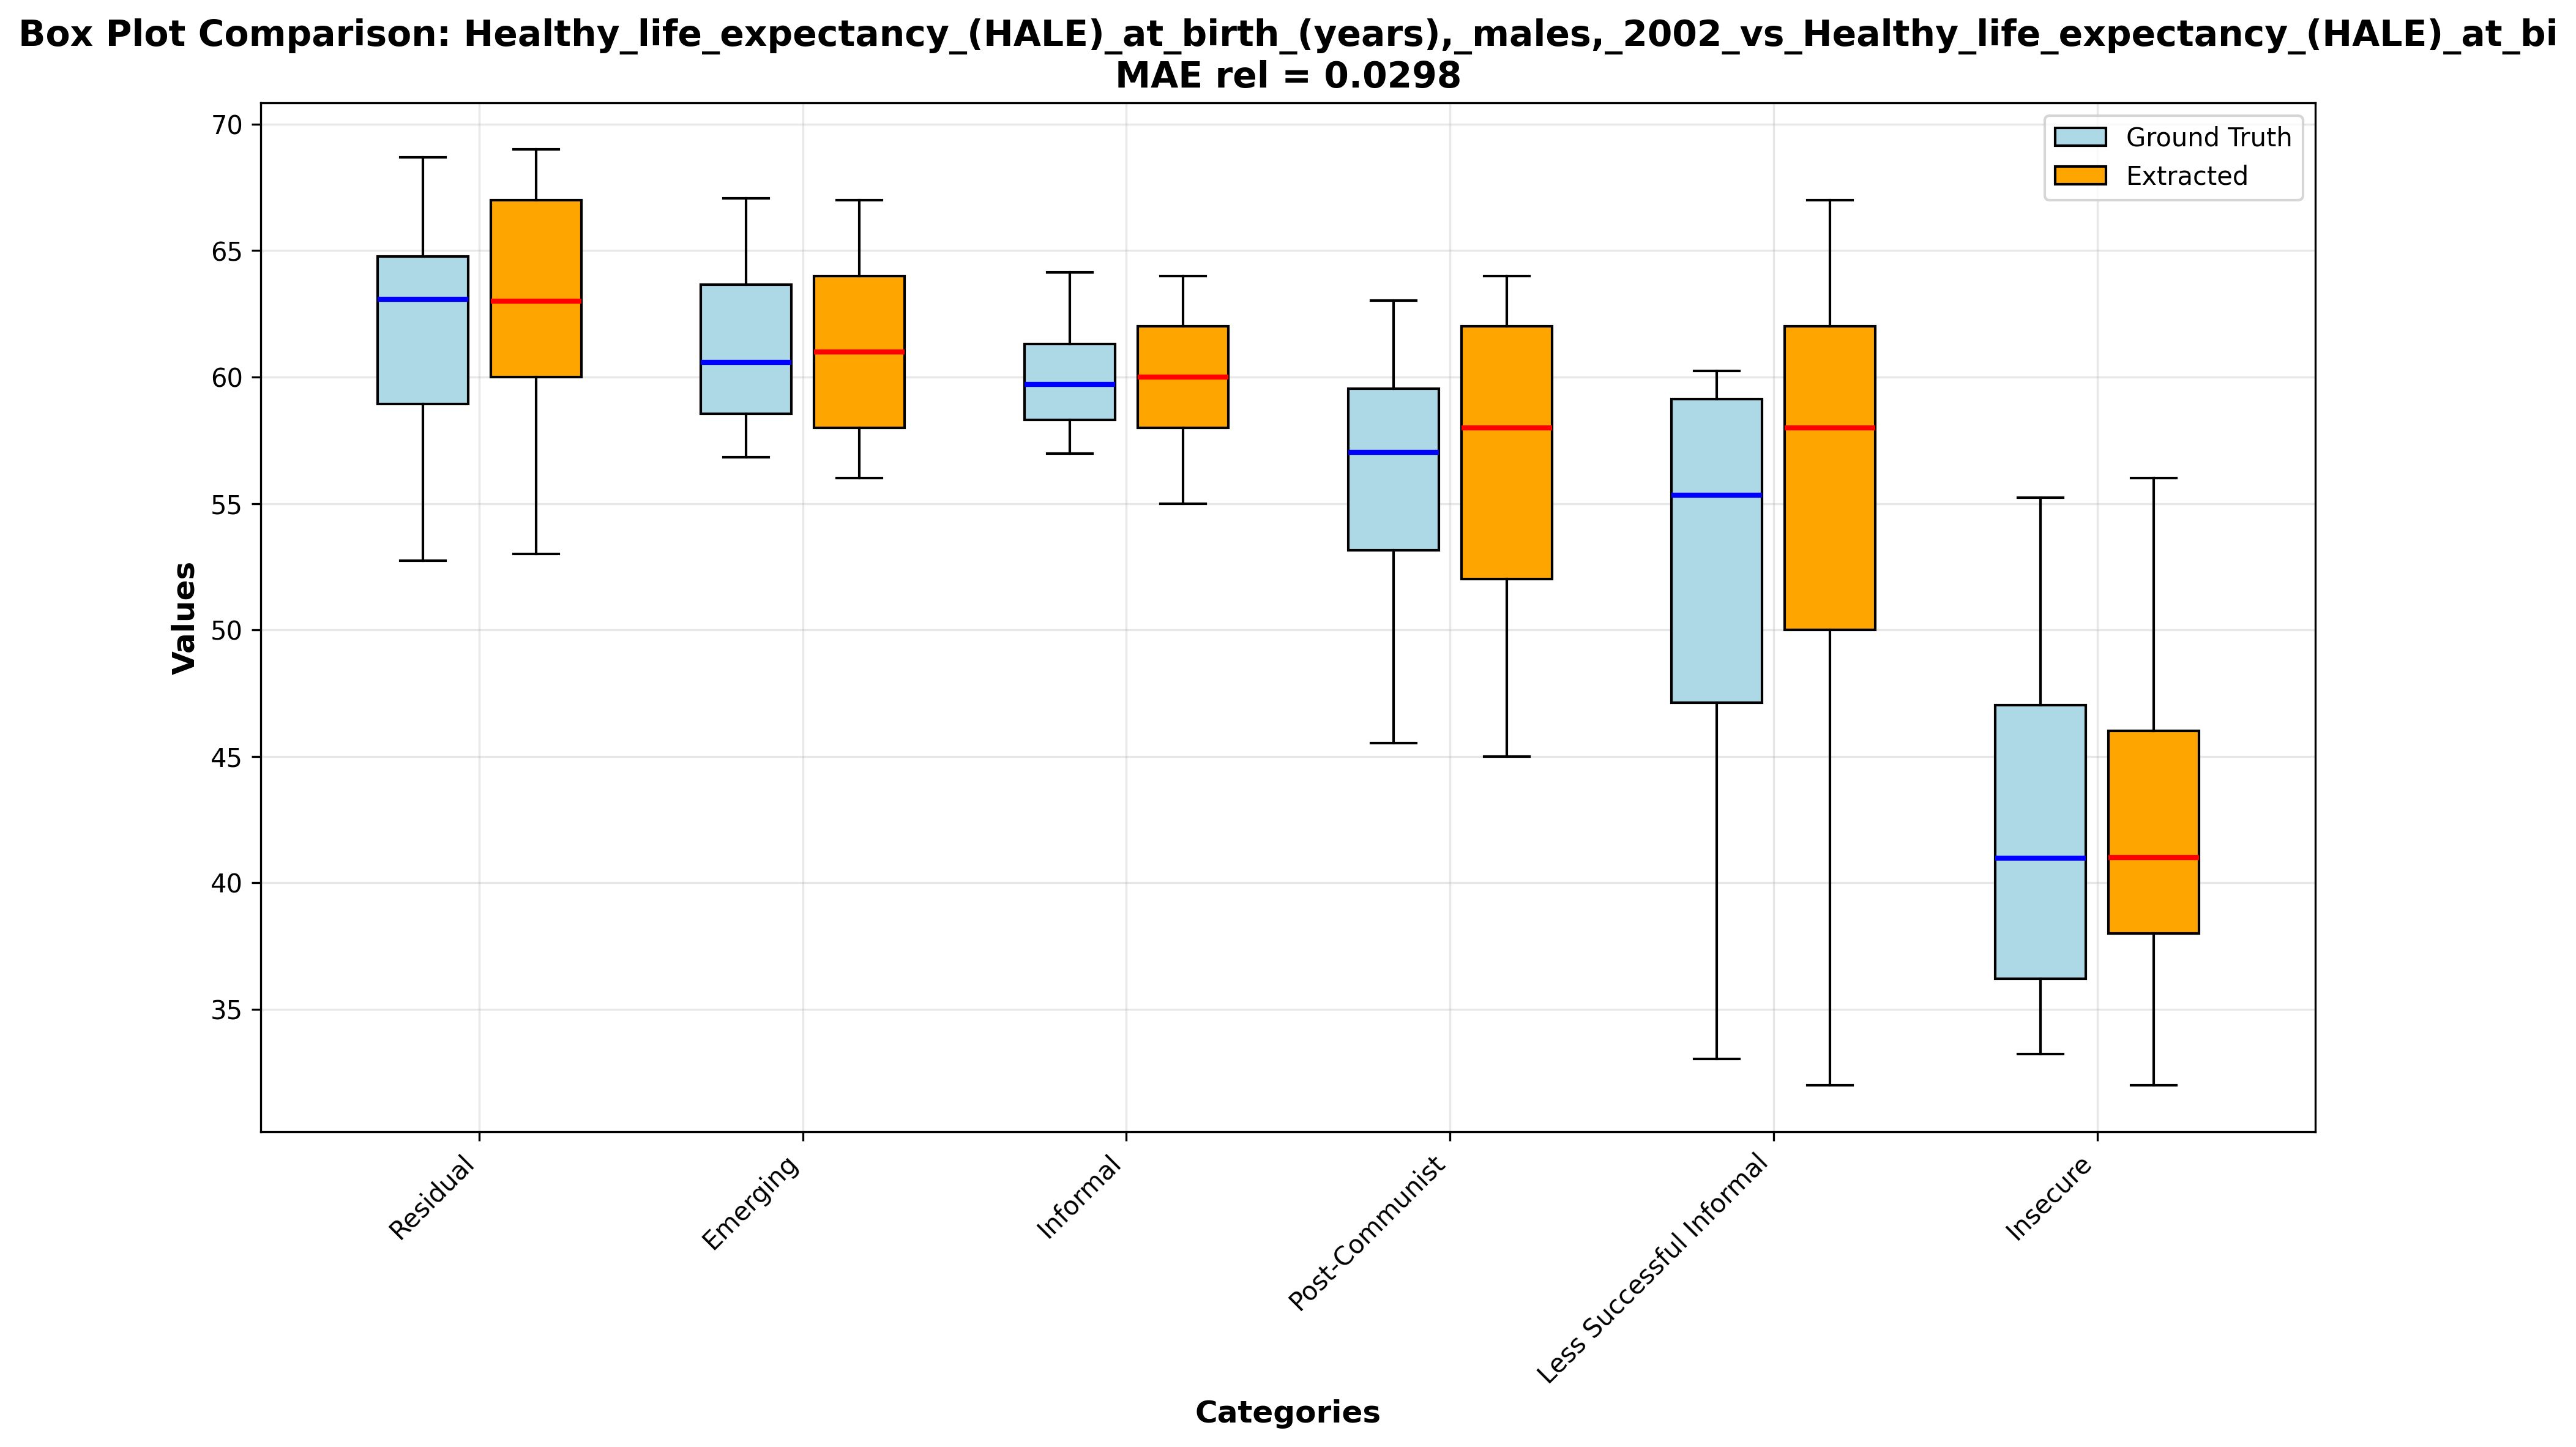 Box Plot Comparison: Healthy_life_expectancy_(HALE)_at_birth_(years),_males,_2002_vs_Healthy_life_expectancy_(HALE)_at_bi
MAE rel = 0.0298
70
65
60
55
50
45
40
35
Values
Ground Truth
Extracted
Residual
Emerging
Informal
Post-Communist
Less Successful Informal
Insecure
Categories